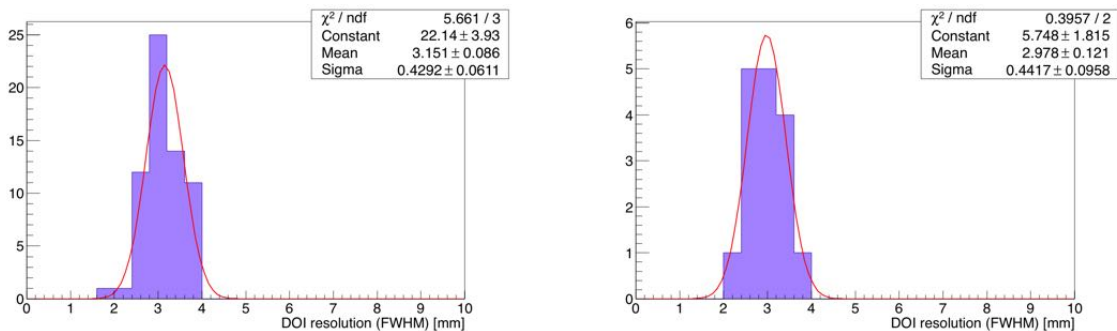 χ² / ndf 5.661 / 3
Constant 22.14 ± 3.93
Mean 3.151 ± 0.086
Sigma 0.4292 ± 0.0611
25
20
15
10
5
0
0 1 2 3 4 5 6 7 8 9 10
DOI resolution (FWHM) [mm]
χ² / ndf 0.3957 / 2
Constant 5.748 ± 1.815
Mean 2.978 ± 0.121
Sigma 0.4417 ± 0.0958
6
5
4
3
2
1
0
0 1 2 3 4 5 6 7 8 9 10
DOI resolution (FWHM) [mm]